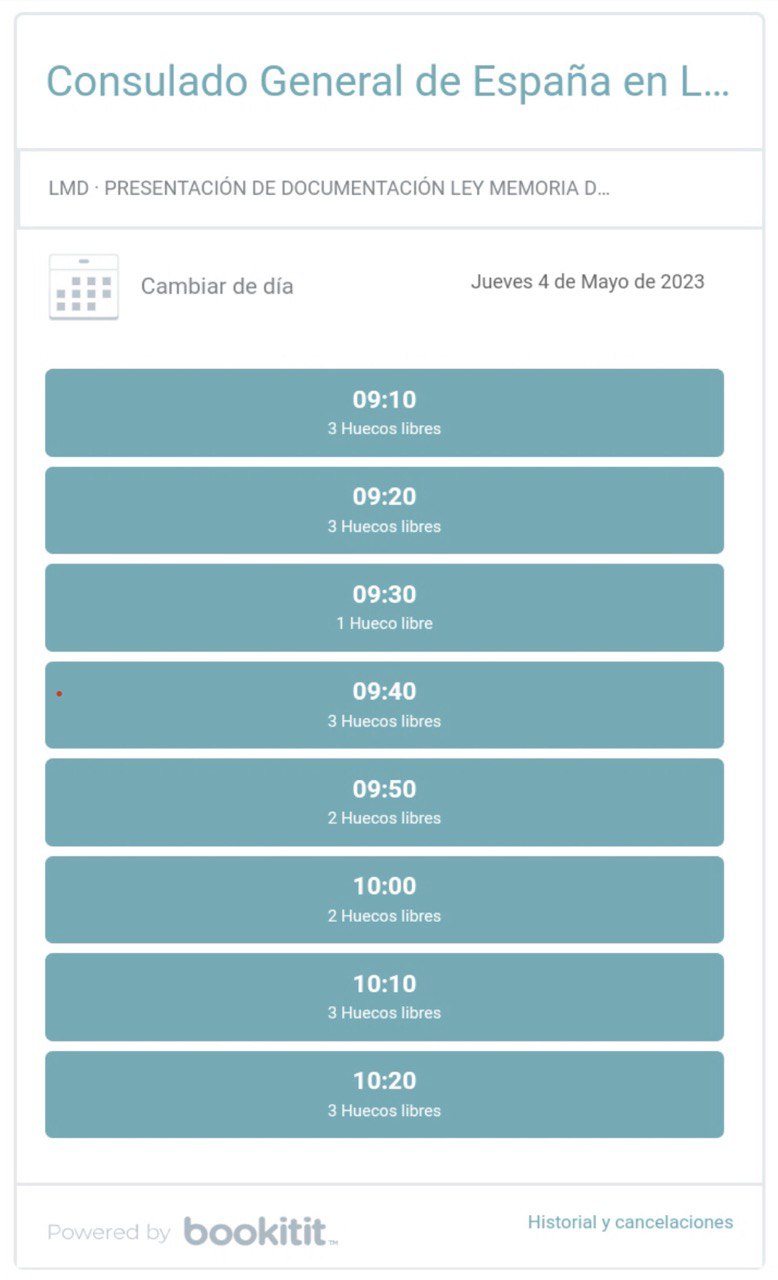 Consulado General de España en L...
LMD · PRESENTACIÓN DE DOCUMENTACIÓN LEY MEMORIA D...
Cambiar de día
Jueves 4 de Mayo de 2023
09:10
3 Huecos libres
09:20
3 Huecos libres
09:30
1 Hueco libre
09:40
3 Huecos libres
09:50
2 Huecos libres
10:00
2 Huecos libres
10:10
3 Huecos libres
10:20
3 Huecos libres
Powered by bookitit™
Historial y cancelaciones